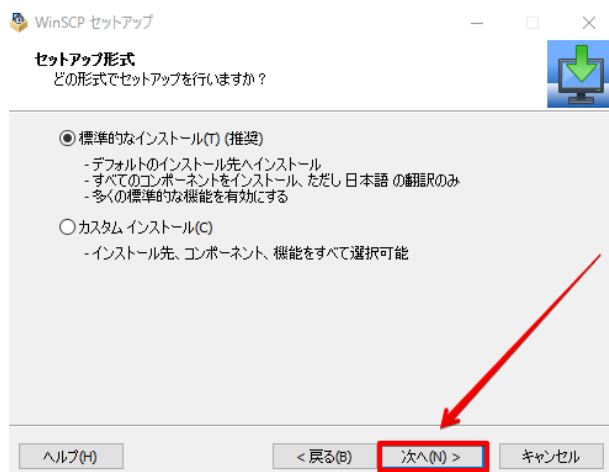 WinSCP セットアップ
セットアップ形式
どの形式でセットアップを行いますか？
標準的なインストール(T) (推奨)
- デフォルトのインストール先へインストール
- すべてのコンポーネントをインストール、ただし 日本語 の翻訳のみ
- 多くの標準的な機能を有効にする
カスタム インストール(C)
- インストール先、コンポーネント、機能をすべて選択可能
ヘルプ(H)
< 戻る(B)
次へ(N) >
キャンセル